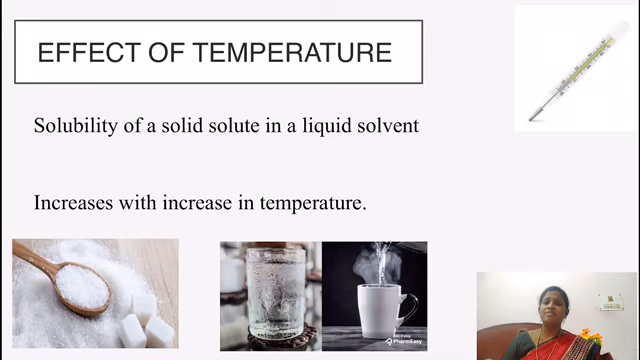 EFFECT OF TEMPERATURE
Solubility of a solid solute in a liquid solvent
Increases with increase in temperature.
PharmEasy